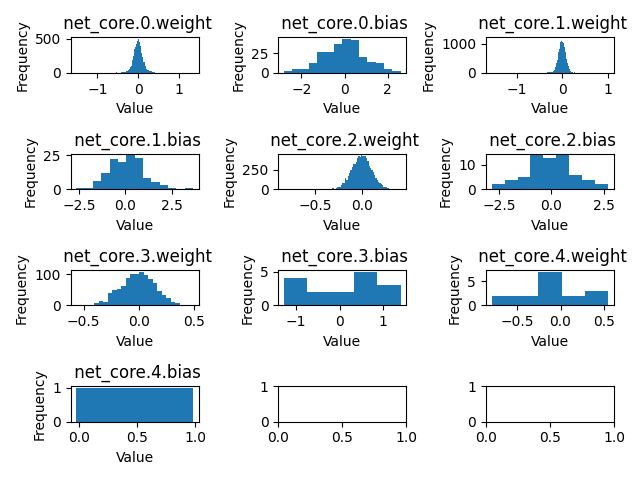 net_core.0.weight
Frequency
500
0
−1 0 1
Value
net_core.0.bias
Frequency
25
0
−2 0 2
Value
net_core.1.weight
Frequency
1000
0
−1 0 1
Value
net_core.1.bias
Frequency
25
0
−2.5 0.0 2.5
Value
net_core.2.weight
Frequency
250
0
−0.5 0.0
Value
net_core.2.bias
Frequency
10
0
−2.5 0.0 2.5
Value
net_core.3.weight
Frequency
100
0
−0.5 0.0 0.5
Value
net_core.3.bias
Frequency
5
0
−1 0 1
Value
net_core.4.weight
Frequency
5
0
−0.5 0.0 0.5
Value
net_core.4.bias
Frequency
1
0
0.0 0.5 1.0
Value
1
0
0.0 0.5 1.0
1
0
0.0 0.5 1.0